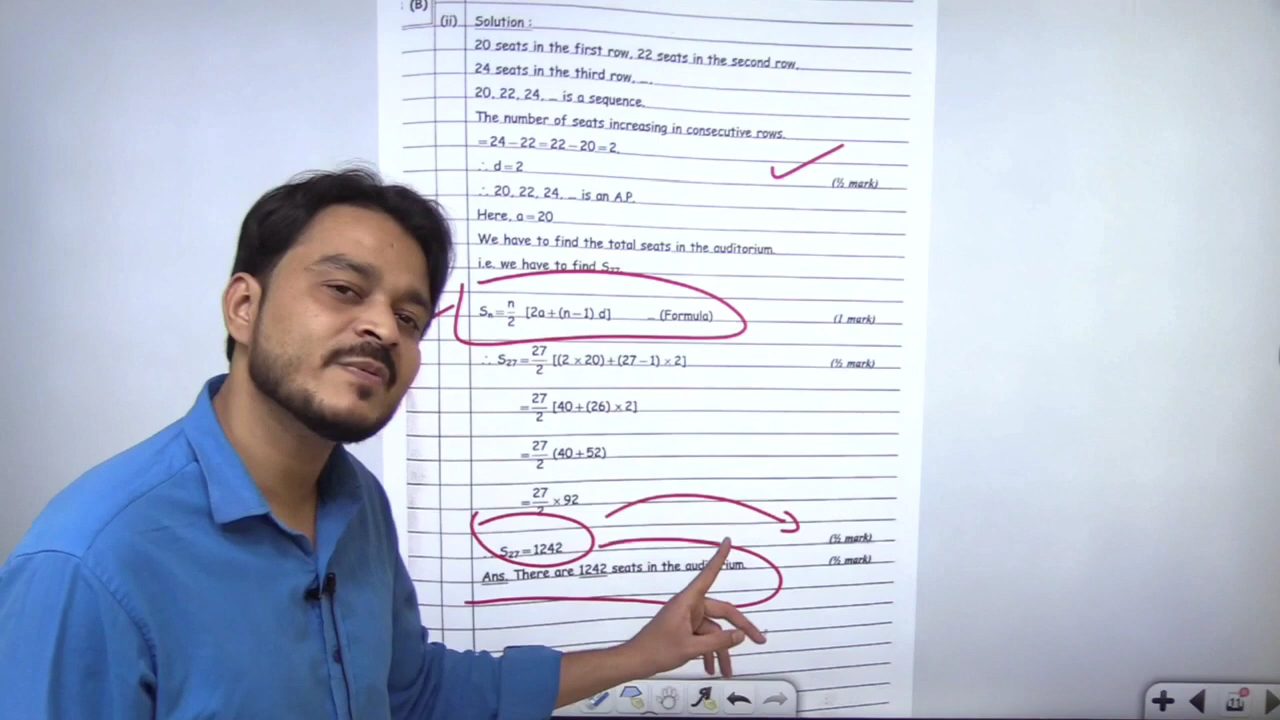 (B)
(ii) Solution :
20 seats in the first row, 22 seats in the second row,
24 seats in the third row, ...
20, 22, 24, ... is a sequence.
The number of seats increasing in consecutive rows.
= 24 – 22 = 22 – 20 = 2.
∴ d = 2 (½ mark)
∴ 20, 22, 24, ... is an A.P.
Here, a = 20
We have to find the total seats in the auditorium.
i.e. we have to find S₂₇.
Sₙ = n/2 [2a + (n – 1) d] ... (Formula) (1 mark)
∴ S₂₇ = 27/2 [(2 × 20) + (27 – 1) × 2] (½ mark)
= 27/2 [40 + (26) × 2]
= 27/2 (40 + 52)
= 27/2 × 92
∴ S₂₇ = 1242 (½ mark)
Ans. There are 1242 seats in the auditorium. (½ mark)
11